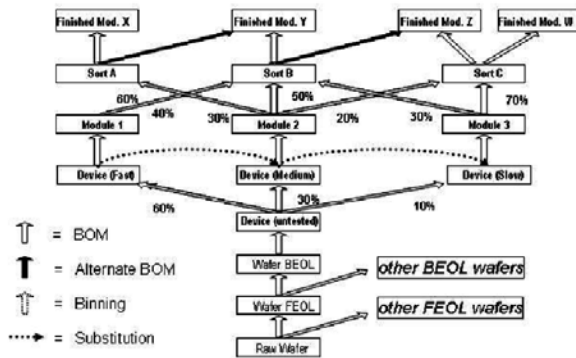 Finished Mod. X
Finished Mod. Y
Finished Mod. Z
Finished Mod. W
Sort A
Sort B
Sort C
60%
40%
30%
50%
20%
30%
70%
Module 1
Module 2
Module 3
Device (Fast)
Device (Medium)
Device (Slow)
60%
30%
10%
Device (untested)
= BOM
Wafer BEOL
other BEOL wafers
= Alternate BOM
Wafer FEOL
other FEOL wafers
= Binning
= Substitution
Raw Wafer